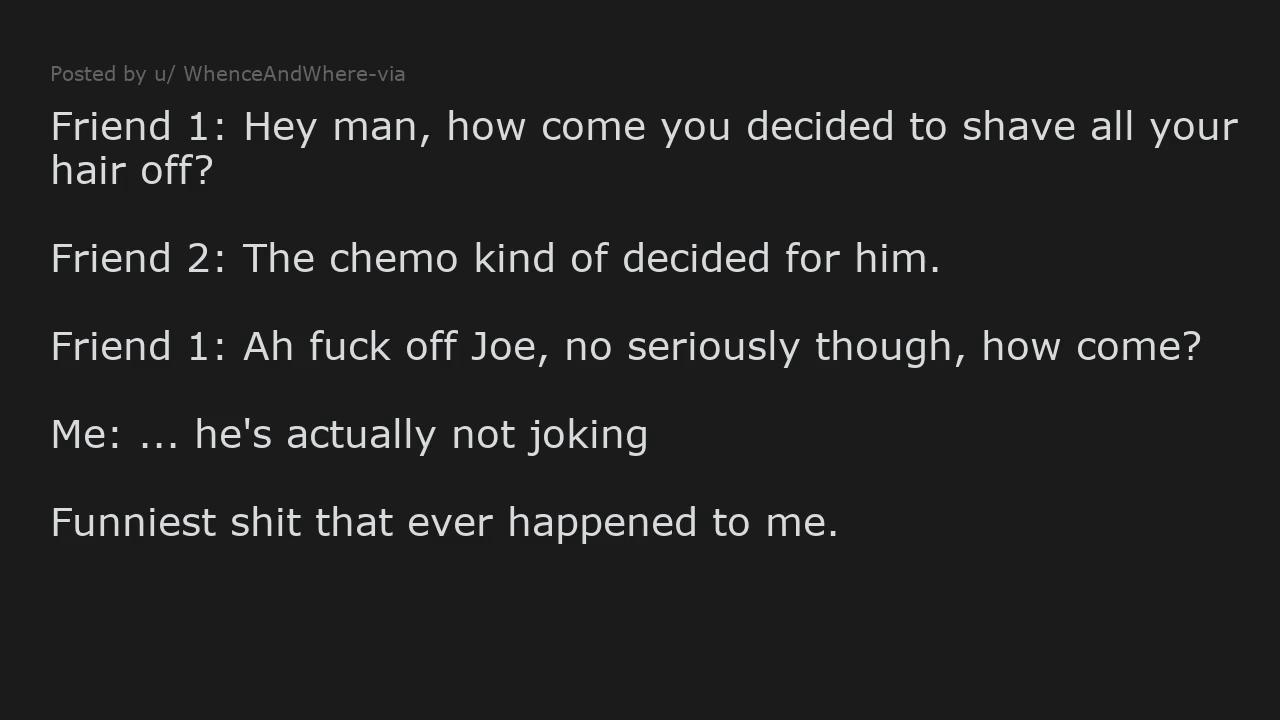 Posted by u/ WhenceAndWhere-via
Friend 1: Hey man, how come you decided to shave all your
hair off?
Friend 2: The chemo kind of decided for him.
Friend 1: Ah fuck off Joe, no seriously though, how come?
Me: ... he's actually not joking
Funniest shit that ever happened to me.